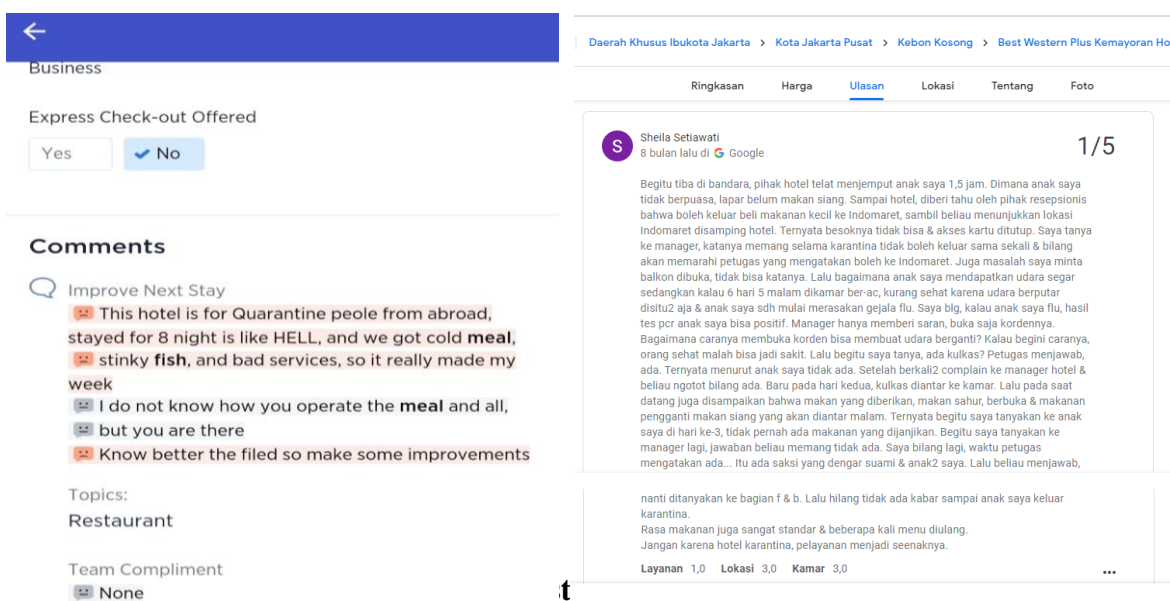 Business
Express Check-out Offered
Yes
No
Comments
Improve Next Stay
This hotel is for Quarantine peole from abroad,
stayed for 8 night is like HELL, and we got cold meal,
stinky fish, and bad services, so it really made my
week
I do not know how you operate the meal and all,
but you are there
Know better the filed so make some improvements
Topics:
Restaurant
Team Compliment
None
Daerah Khusus Ibukota Jakarta > Kota Jakarta Pusat > Kebon Kosong > Best Western Plus Kemayoran Ho
Ringkasan Harga Ulasan Lokasi Tentang Foto
S
Sheila Setiawati
8 bulan lalu di Google
1/5
Begitu tiba di bandara, pihak hotel telat menjemput anak saya 1,5 jam. Dimana anak saya
tidak berpuasa, lapar belum makan siang. Sampai hotel, diberi tahu oleh pihak resepsionis
bahwa boleh keluar beli makanan kecil ke Indomaret, sambil beliau menunjukkan lokasi
Indomaret disamping hotel. Ternyata besoknya tidak bisa & akses kartu ditutup. Saya tanya
ke manager, katanya memang selama karantina tidak boleh keluar sama sekali & bilang
akan memarahi petugas yang mengatakan boleh ke Indomaret. Juga masalah saya minta
balkon dibuka, tidak bisa katanya. Lalu bagaimana anak saya mendapatkan udara segar
sedangkan kalau 6 hari 5 malam dikamar ber-ac, kurang sehat karena udara berputar
disitu2 aja & anak saya sdh mulai merasakan gejala flu. Saya blg, kalau anak saya flu, hasil
tes pcr anak saya bisa positif. Manager hanya memberi saran, buka saja kordennya.
Bagaimana caranya membuka korden bisa membuat udara berganti? Kalau begini caranya,
orang sehat malah bisa jadi sakit. Lalu begitu saya tanya, ada kulkas? Petugas menjawab,
ada. Ternyata menurut anak saya tidak ada. Setelah berkali2 complain ke manager hotel &
beliau ngotot bilang ada. Baru pada hari kedua, kulkas diantar ke kamar. Lalu pada saat
datang juga disampaikan bahwa makan yang diberikan, makan sahur, berbuka & makanan
pengganti makan siang yang akan diantar malam. Ternyata begitu saya tanyakan ke anak
saya di hari ke-3, tidak pernah ada makanan yang dijanjikan. Begitu saya tanyakan ke
manager lagi, jawaban beliau memang tidak ada. Saya bilang lagi, waktu petugas
mengatakan ada... Itu ada saksi yang dengar suami & anak2 saya. Lalu beliau menjawab,
nanti ditanyakan ke bagian f & b. Lalu hilang tidak ada kabar sampai anak saya keluar
karantina.
Rasa makanan juga sangat standar & beberapa kali menu diulang.
Jangan karena hotel karantina, pelayanan menjadi seenaknya.
Layanan 1,0 Lokasi 3,0 Kamar 3,0